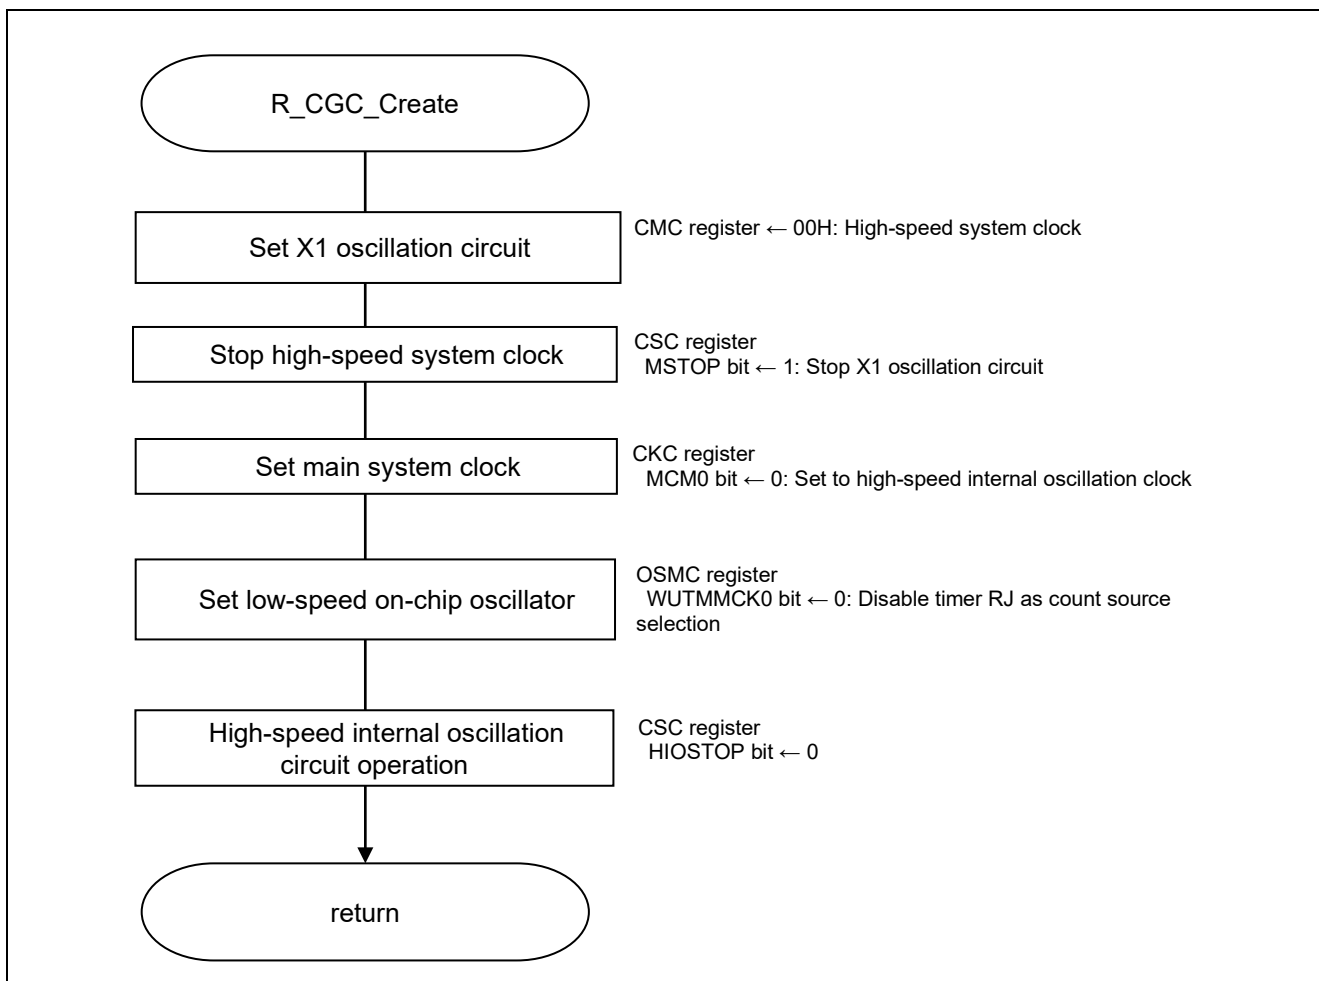 R_CGC_Create
Set X1 oscillation circuit
CMC register ← 00H: High-speed system clock
Stop high-speed system clock
CSC register
MSTOP bit ← 1: Stop X1 oscillation circuit
Set main system clock
CKC register
MCM0 bit ← 0: Set to high-speed internal oscillation clock
Set low-speed on-chip oscillator
OSMC register
WUTMMCK0 bit ← 0: Disable timer RJ as count source
selection
High-speed internal oscillation
circuit operation
CSC register
HIOSTOP bit ← 0
return